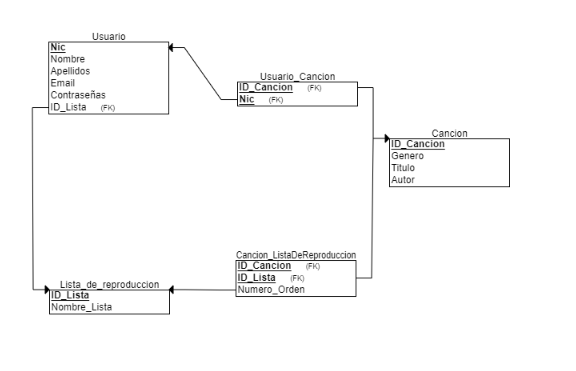 Usuario
Nic
Nombre
Apellidos
Email
Contraseñas
ID_Lista (FK)
Usuario_Cancion
ID_Cancion (FK)
Nic (FK)
Cancion
ID_Cancion
Genero
Titulo
Autor
Cancion_ListaDeReproduccion
ID_Cancion (FK)
ID_Lista (FK)
Numero_Orden
Lista_de_reproduccion
ID_Lista
Nombre_Lista